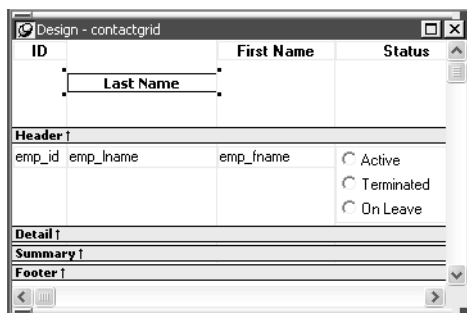 Design - contactgrid
ID First Name Status
Last Name
Header ↑
emp_id emp_lname emp_fname Active
Terminated
On Leave
Detail ↑
Summary ↑
Footer ↑